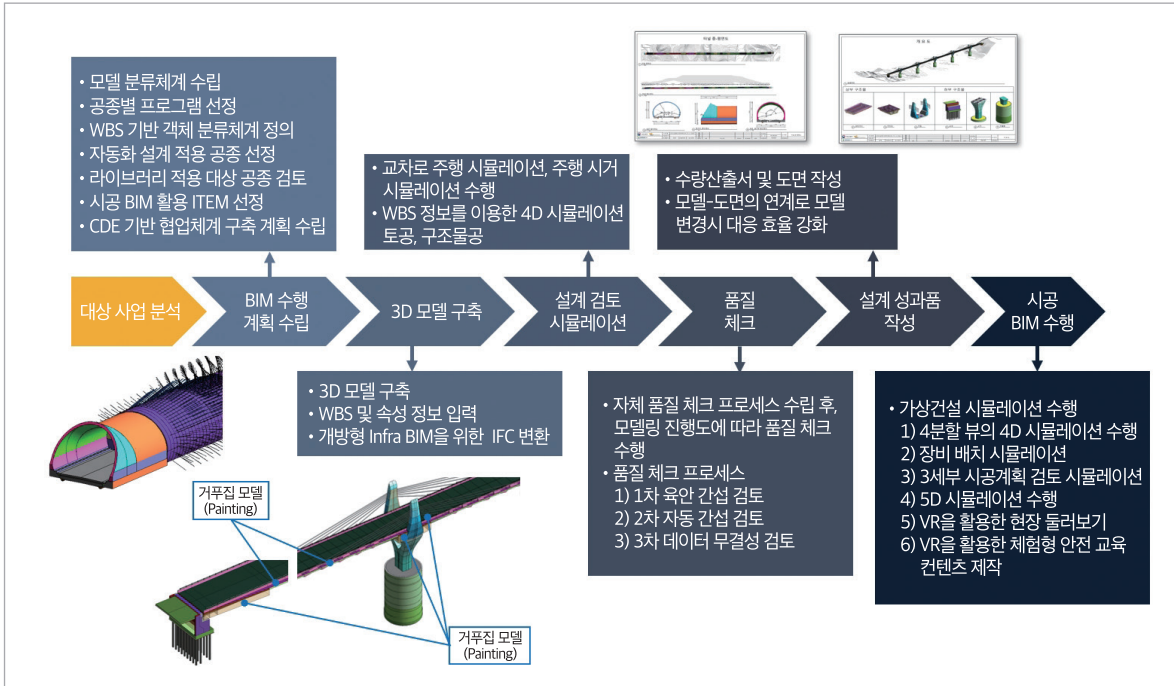 터널 종·평면도
계 획 도
• 모델 분류체계 수립
• 공종별 프로그램 선정
• WBS 기반 객체 분류체계 정의
• 자동화 설계 적용 공종 선정
• 라이브러리 적용 대상 공종 검토
• 시공 BIM 활용 ITEM 선정
• CDE 기반 협업체계 구축 계획 수립
• 교차로 주행 시뮬레이션, 주행 시거
시뮬레이션 수행
• WBS 정보를 이용한 4D 시뮬레이션
토공, 구조물공
• 수량산출서 및 도면 작성
• 모델-도면의 연계로 모델
변경시 대응 효율 강화
대상 사업 분석
BIM 수행
계획 수립
3D 모델 구축
설계 검토
시뮬레이션
품질
체크
설계 성과품
작성
시공
BIM 수행
• 3D 모델 구축
• WBS 및 속성 정보 입력
• 개방형 Infra BIM을 위한 IFC 변환
• 자체 품질 체크 프로세스 수립 후,
모델링 진행도에 따라 품질 체크
수행
• 품질 체크 프로세스
1) 1차 육안 간섭 검토
2) 2차 자동 간섭 검토
3) 3차 데이터 무결성 검토
• 가상건설 시뮬레이션 수행
1) 4분할 뷰의 4D 시뮬레이션 수행
2) 장비 배치 시뮬레이션
3) 3세부 시공계획 검토 시뮬레이션
4) 5D 시뮬레이션 수행
5) VR을 활용한 현장 둘러보기
6) VR을 활용한 체험형 안전 교육
컨텐츠 제작
거푸집 모델
(Painting)
거푸집 모델
(Painting)